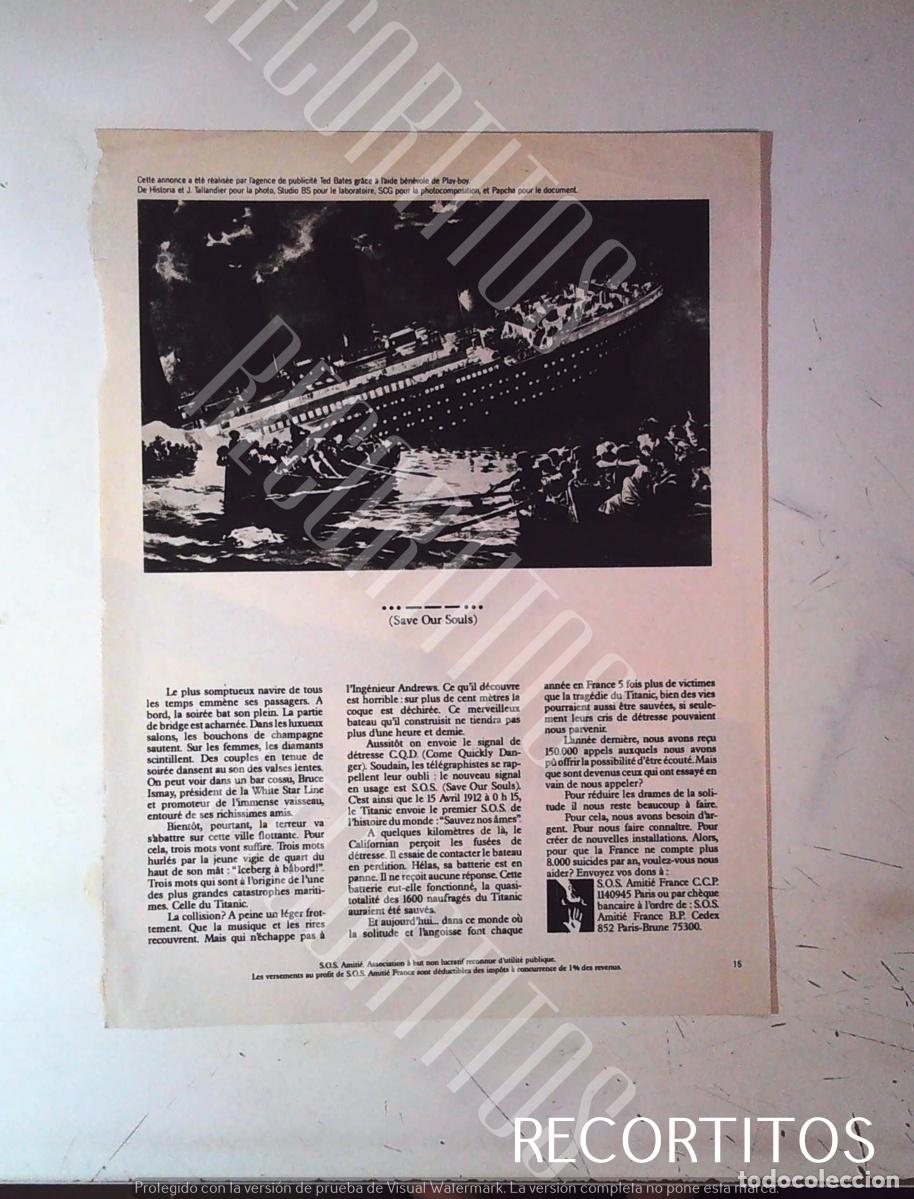 Cette annonce a été réalisée par l'agence de publicité Ted Bates grâce à l'aide bénévole de Play-boy.
De Historia et J. Tallandier pour la photo, Studio BS pour le laboratoire, SCG pour la photocomposition, et Papcha pour le document.
(Save Our Souls)
Le plus somptueux navire de tous
les temps emmène ses passagers. A
bord, la soirée bat son plein. La partie
de bridge est acharnée. Dans les luxueux
salons, les bouchons de champagne
sautent. Sur les femmes, les diamants
scintillent. Des couples en tenue de
soirée dansent au son des valses lentes.
On peut voir dans un bar cossu, Bruce
Ismay, président de la White Star Line
et promoteur de l'immense vaisseau,
entouré de ses richissimes amis.
Bientôt, pourtant, la terreur va
s'abattre sur cette ville flottante. Pour
cela, trois mots vont suffire. Trois mots
hurlés par la jeune vigie de quart du
haut de son mât : "Iceberg à bâbord!".
Trois mots qui sont à l'origine de l'une
des plus grandes catastrophes mariti-
mes. Celle du Titanic.
La collision? A peine un léger frot-
tement. Que la musique et les rires
recouvrent. Mais qui n'échappe pas à
l'Ingénieur Andrews. Ce qu'il découvre
est horrible : sur plus de cent mètres la
coque est déchirée. Ce merveilleux
bateau qu'il construisit ne tiendra pas
plus d'une heure et demie.
Aussitôt on envoie le signal de
détresse C.Q.D. (Come Quickly Dan-
ger). Soudain, les télégraphistes se rap-
pellent leur oubli : le nouveau signal
en usage est S.O.S. (Save Our Souls).
C'est ainsi que le 15 Avril 1912 à 0 h 15,
le Titanic envoie le premier S.O.S. de
l'histoire du monde : "Sauvez nos âmes".
A quelques kilomètres de là, le
Californian perçoit les fusées de
détresse. Il essaie de contacter le bateau
en perdition. Hélas, sa batterie est en
panne. Il ne reçoit aucune réponse. Cette
batterie eut-elle fonctionné, la quasi-
totalité des 1600 naufragés du Titanic
auraient été sauvés.
Et aujourd'hui... dans ce monde où
la solitude et l'angoisse font chaque
année en France 5 fois plus de victimes
que la tragédie du Titanic, bien des vies
pourraient aussi être sauvées, si seule-
ment leurs cris de détresse pouvaient
nous parvenir.
L'année dernière, nous avons reçu
150.000 appels auxquels nous avons
pû offrir la possibilité d'être écouté. Mais
que sont devenus ceux qui ont essayé en
vain de nous appeler?
Pour réduire les drames de la soli-
tude il nous reste beaucoup à faire.
Pour cela, nous avons besoin d'ar-
gent. Pour nous faire connaître. Pour
créer de nouvelles installations. Alors,
pour que la France ne compte plus
8.000 suicides par an, voulez-vous nous
aider? Envoyez vos dons à :
S.O.S. Amitié France C.C.P.
1140945 Paris ou par chèque
bancaire à l'ordre de : S.O.S.
Amitié France B.P. Cedex
852 Paris-Brune 75300.
S.O.S. Amitié. Association à but non lucratif reconnue d'utilité publique.
Les versements au profit de S.O.S. Amitié France sont déductibles des impôts à concurrence de 1% des revenus.
15
RECORTITOS
RECORTITOS
RECORTITOS
RECORTITOS
todocoleccion
Protegido con la versión de prueba de Visual Watermark. La versión completa no pone esta marca.